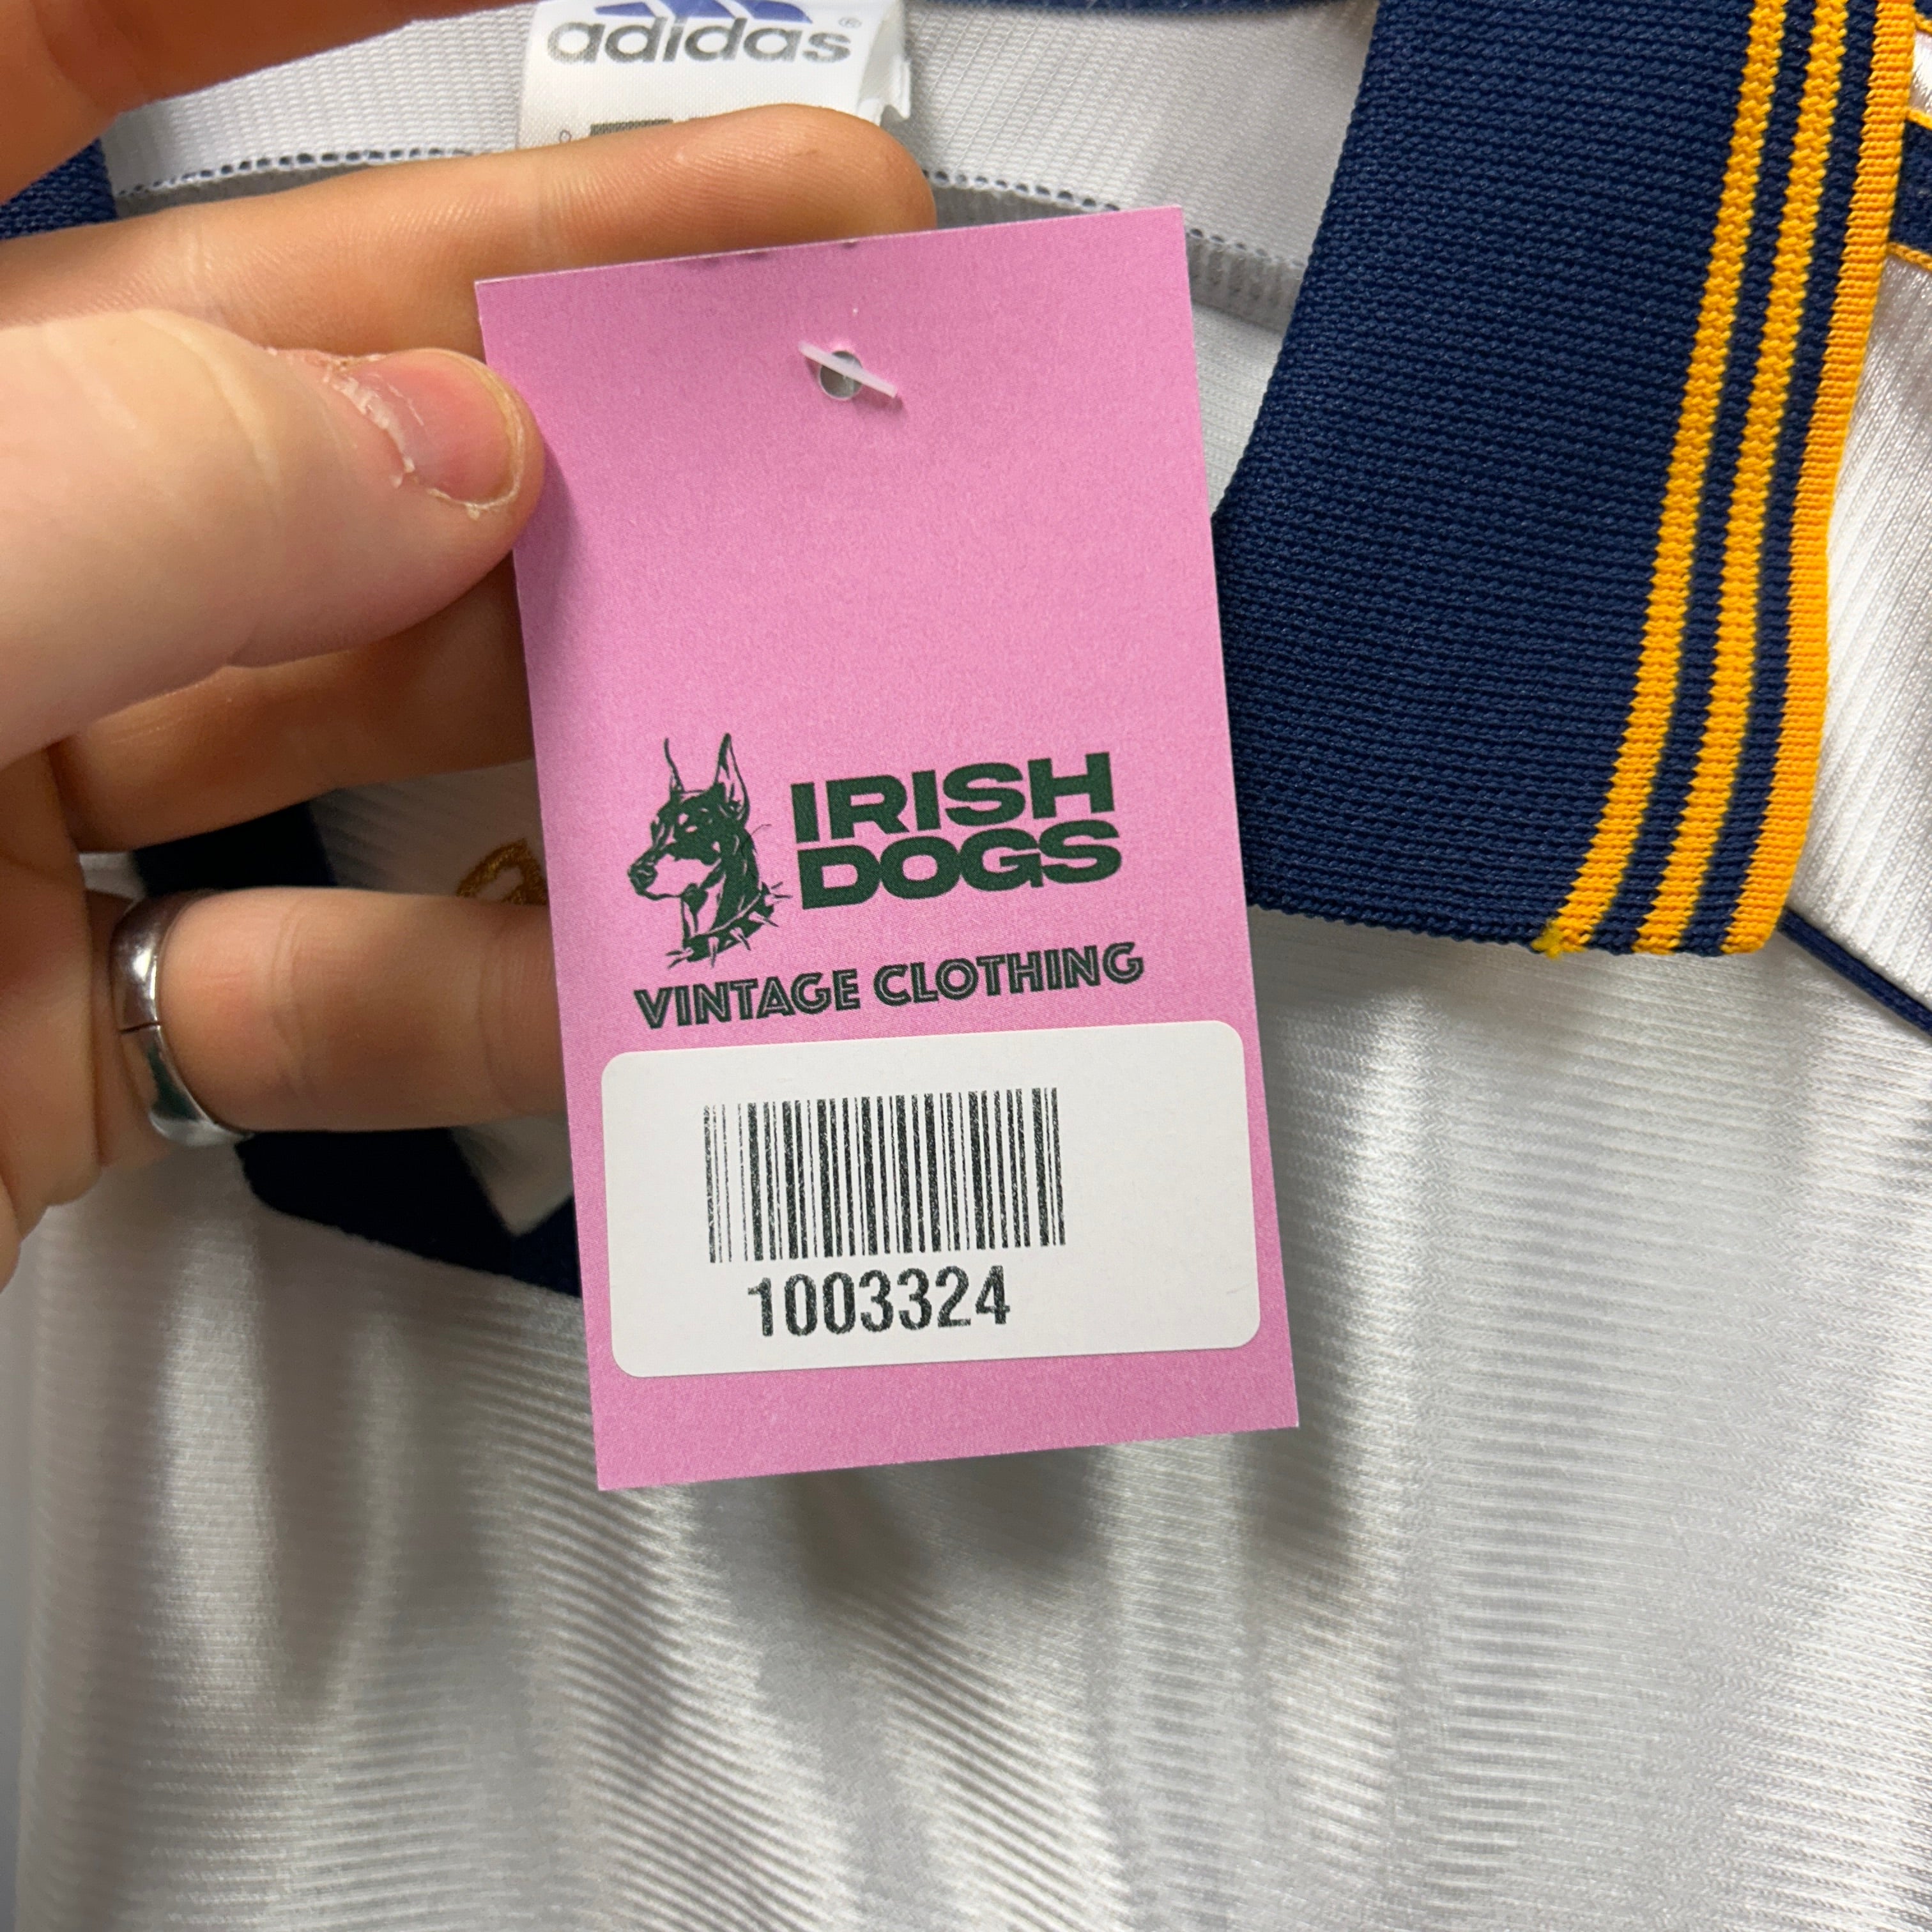 adidas®
IRISH
DOGS
VINTAGE CLOTHING
1003324